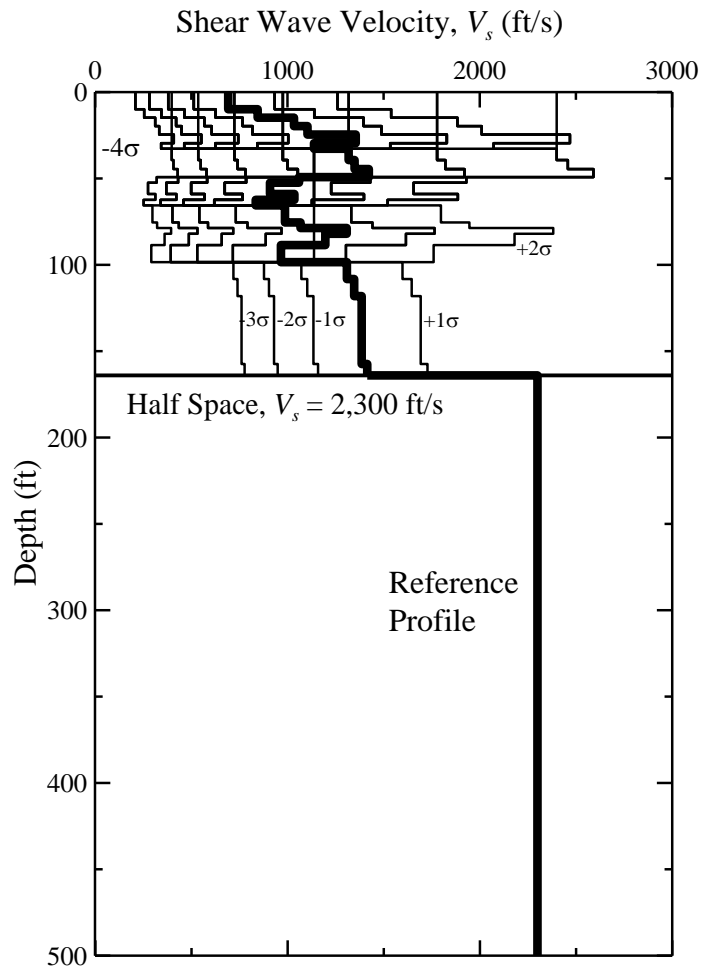 Shear Wave Velocity, Vs (ft/s)
0 1000 2000 3000
0
-4σ
+2σ
100
-3σ -2σ -1σ +1σ
Half Space, Vs = 2,300 ft/s
200
Depth (ft)
Reference
Profile
300
400
500